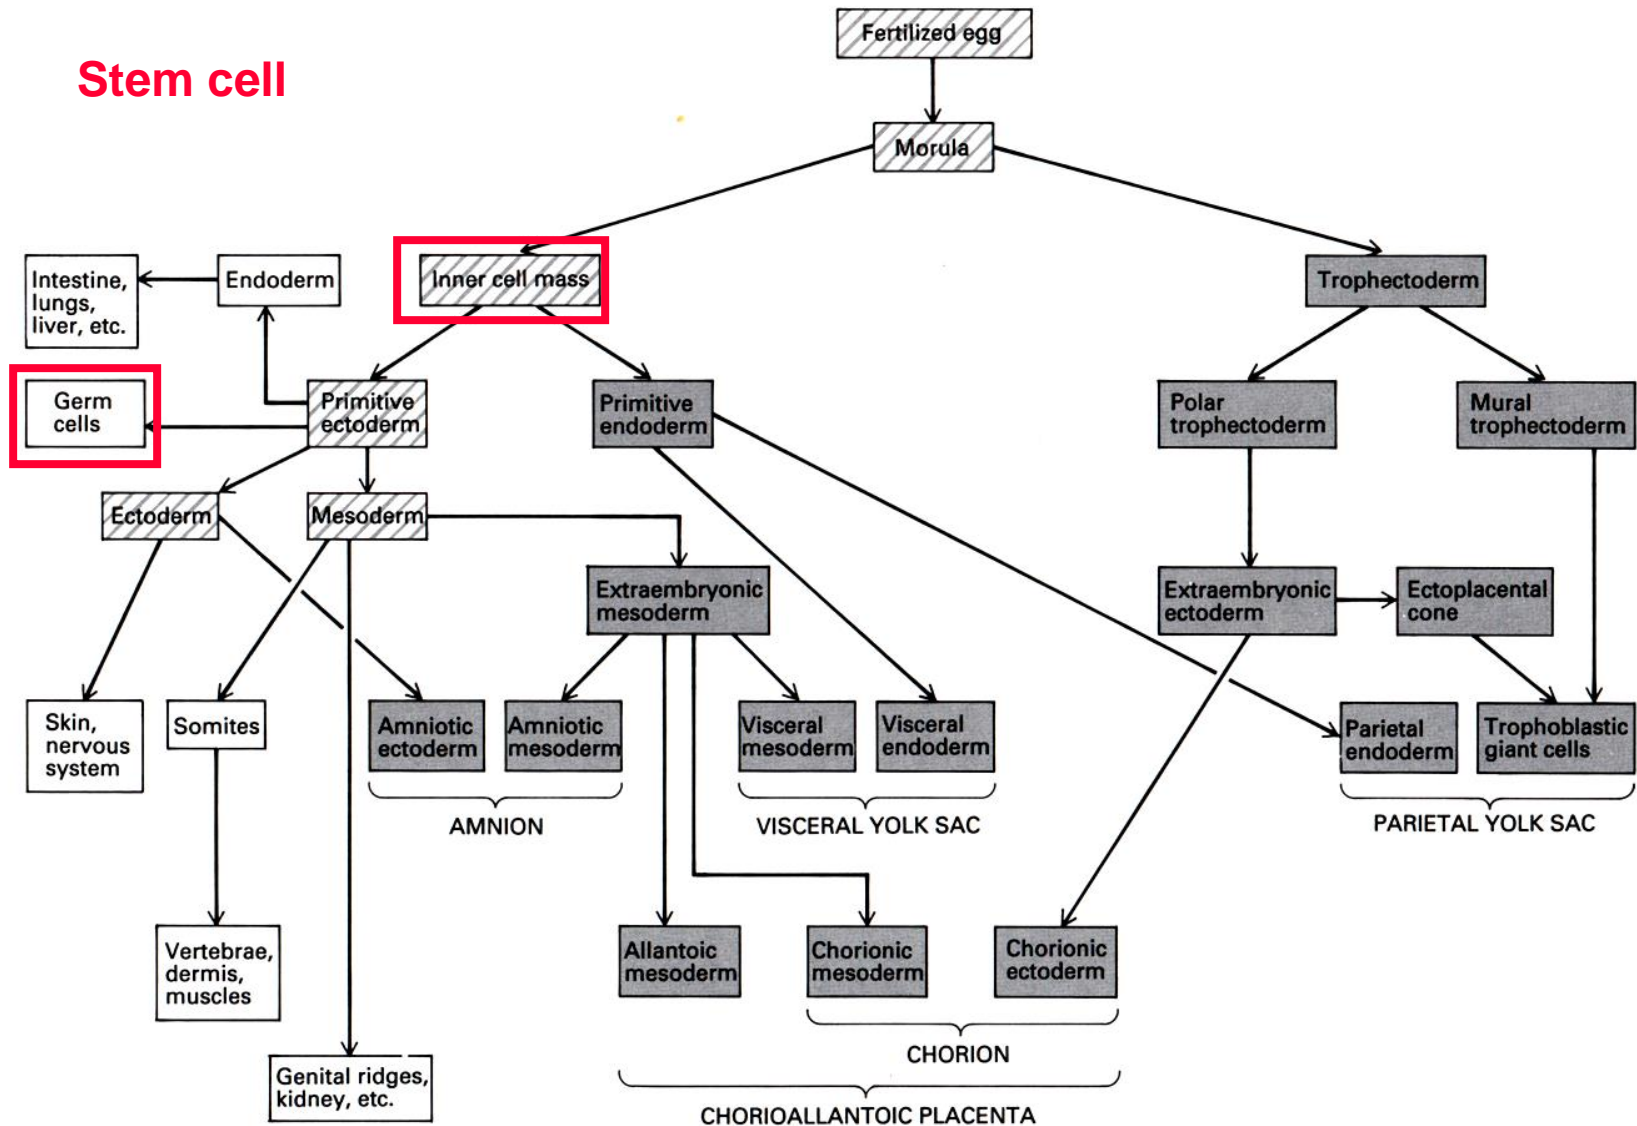 Stem cell
Fertilized egg
Morula
Inner cell mass
Trophectoderm
Intestine,
lungs,
liver, etc.
Endoderm
Germ
cells
Primitive
ectoderm
Primitive
endoderm
Polar
trophectoderm
Mural
trophectoderm
Ectoderm
Mesoderm
Extraembryonic
mesoderm
Extraembryonic
ectoderm
Ectoplacental
cone
Skin,
nervous
system
Somites
Amniotic
ectoderm
Amniotic
mesoderm
Visceral
mesoderm
Visceral
endoderm
Parietal
endoderm
Trophoblastic
giant cells
AMNION
VISCERAL YOLK SAC
PARIETAL YOLK SAC
Vertebrae,
dermis,
muscles
Allantoic
mesoderm
Chorionic
mesoderm
Chorionic
ectoderm
CHORION
Genital ridges,
kidney, etc.
CHORIOALLANTOIC PLACENTA